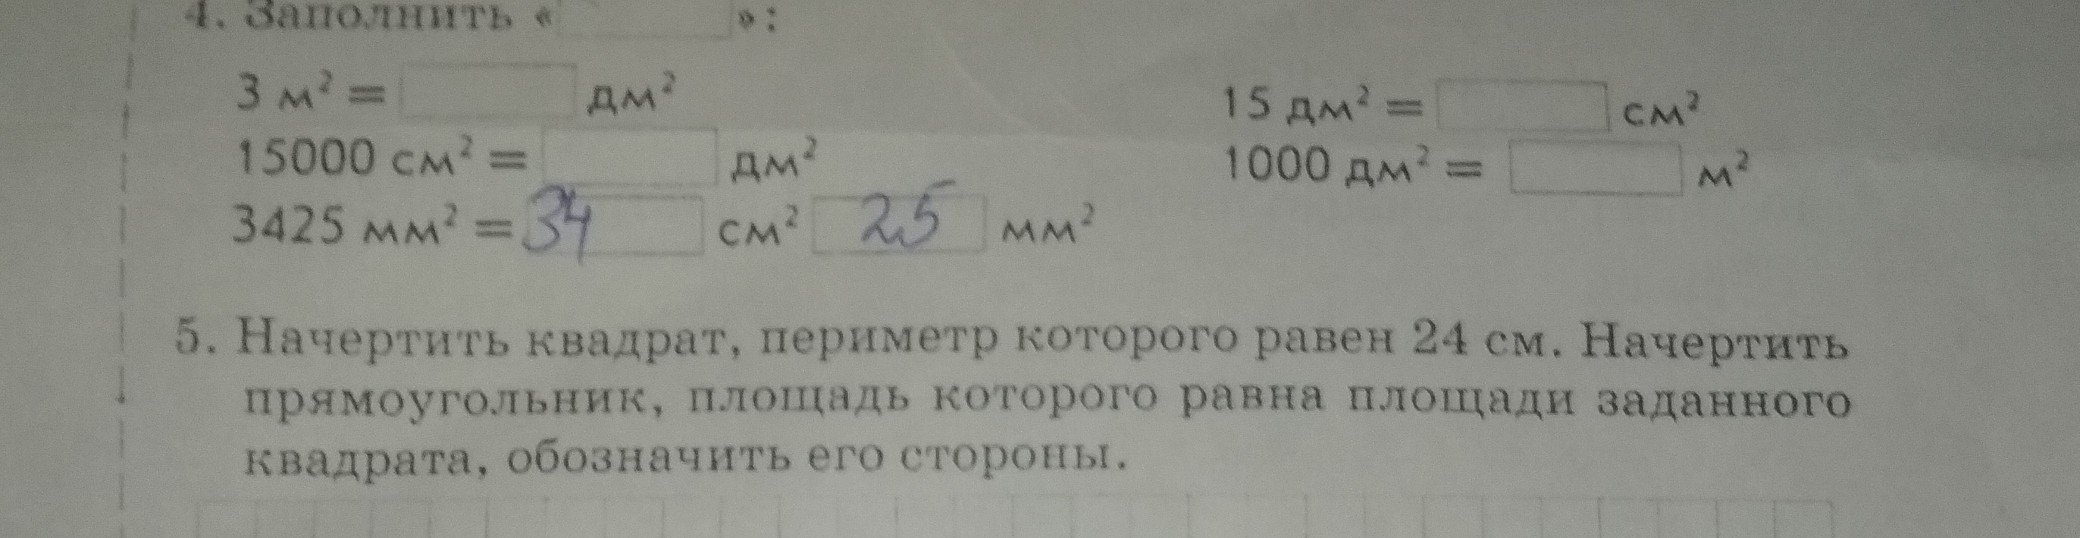 4. Заполнить « »:
3 м² = дм²
15 дм² = см²
15000 см² = дм²
1000 дм² = м²
3425 мм² = 34 см² 25 мм²
5. Начертить квадрат, периметр которого равен 24 см. Начертить
прямоугольник, площадь которого равна площади заданного
квадрата, обозначить его стороны.